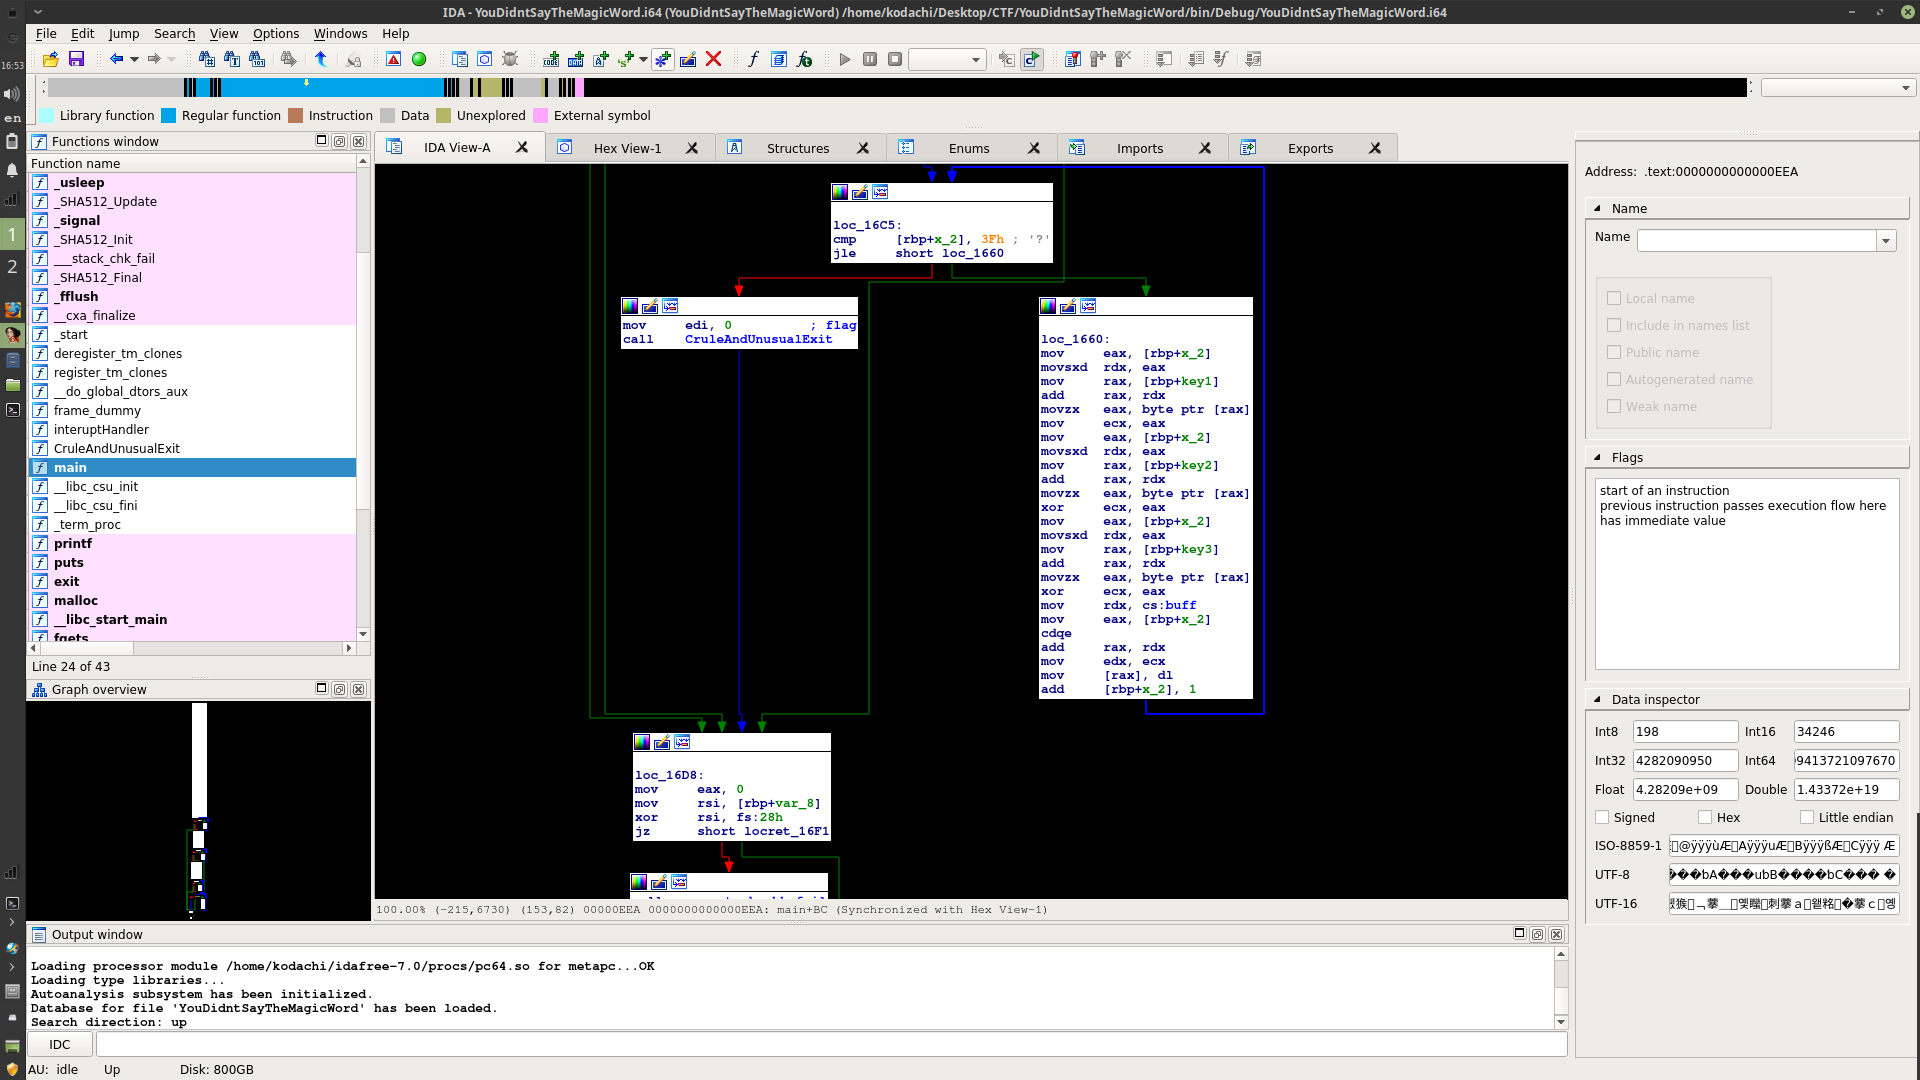 IDA - YouDidntSayTheMagicWord.i64 (YouDidntSayTheMagicWord) /home/kodachi/Desktop/CTF/YouDidntSayTheMagicWord/bin/Debug/YouDidntSayTheMagicWord.i64
File Edit Jump Search View Options Windows Help
16:53
en
1
2
Library function Regular function Instruction Data Unexplored External symbol
Functions window
Function name
_usleep
_SHA512_Update
_signal
_SHA512_Init
___stack_chk_fail
_SHA512_Final
_fflush
__cxa_finalize
_start
deregister_tm_clones
register_tm_clones
__do_global_dtors_aux
frame_dummy
interuptHandler
CruleAndUnusualExit
main
__libc_csu_init
__libc_csu_fini
_term_proc
printf
puts
exit
malloc
__libc_start_main
fgets
Line 24 of 43
Graph overview
IDA View-A Hex View-1 Structures Enums Imports Exports
loc_16C5:
cmp [rbp+x_2], 3Fh ; '?'
jle short loc_1660
mov edi, 0 ; flag
call CruleAndUnusualExit
loc_1660:
mov eax, [rbp+x_2]
movsxd rdx, eax
mov rax, [rbp+key1]
add rax, rdx
movzx eax, byte ptr [rax]
mov ecx, eax
mov eax, [rbp+x_2]
movsxd rdx, eax
mov rax, [rbp+key2]
add rax, rdx
movzx eax, byte ptr [rax]
xor ecx, eax
mov eax, [rbp+x_2]
movsxd rdx, eax
mov rax, [rbp+key3]
add rax, rdx
movzx eax, byte ptr [rax]
xor ecx, eax
mov rdx, cs:buff
mov eax, [rbp+x_2]
cdqe
add rax, rdx
mov edx, ecx
mov [rax], dl
add [rbp+x_2], 1
loc_16D8:
mov eax, 0
mov rsi, [rbp+var_8]
xor rsi, fs:28h
jz short locret_16F1
100.00% (-215,6730) (153,82) 00000EEA 0000000000000EEA: main+BC (Synchronized with Hex View-1)
Address: .text:0000000000000EEA
Name
Name
Local name
Include in names list
Public name
Autogenerated name
Weak name
Flags
start of an instruction
previous instruction passes execution flow here
has immediate value
Data inspector
Int8 198 Int16 34246
Int32 4282090950 Int64 9413721097670
Float 4.28209e+09 Double 1.43372e+19
Signed Hex Little endian
ISO-8859-1
UTF-8
UTF-16
Output window
Loading processor module /home/kodachi/idafree-7.0/procs/pc64.so for metapc...OK
Loading type libraries...
Autoanalysis subsystem has been initialized.
Database for file 'YouDidntSayTheMagicWord' has been loaded.
Search direction: up
IDC
AU: idle Up Disk: 800GB